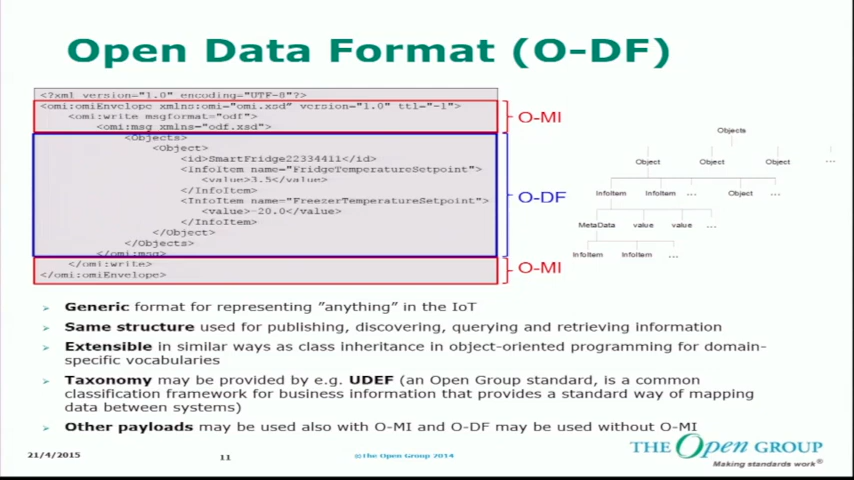 Open Data Format (O-DF)
<?xml version="1.0" encoding="UTF-8"?>
<omi:omiEnvelope xmlns:omi="omi.xsd" version="1.0" ttl="-1">
<omi:write msgformat="odf">
<omi:msg xmlns="odf.xsd">
<Objects>
<Object>
<id>SmartFridge22334411</id>
<InfoItem name="FridgeTemperatureSetpoint">
<value>3.5</value>
</InfoItem>
<InfoItem name="FreezerTemperatureSetpoint">
<value>-20.0</value>
</InfoItem>
</Object>
</Objects>
</omi:msg>
</omi:write>
</omi:omiEnvelope>
O-MI
O-DF
O-MI
Objects
Object Object Object ...
InfoItem InfoItem ... Object ...
MetaData value value ...
InfoItem InfoItem ...
Generic format for representing ”anything” in the IoT
Same structure used for publishing, discovering, querying and retrieving information
Extensible in similar ways as class inheritance in object-oriented programming for domain-
specific vocabularies
Taxonomy may be provided by e.g. UDEF (an Open Group standard, is a common
classification framework for business information that provides a standard way of mapping
data between systems)
Other payloads may be used also with O-MI and O-DF may be used without O-MI
21/4/2015
11
©The Open Group 2014
THE Open GROUP
Making standards work®